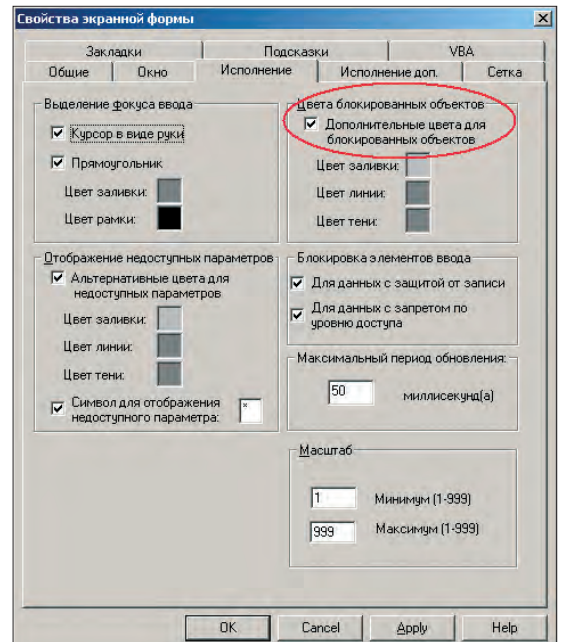 Свойства экранной формы
Закладки
Подсказки
VBA
Общие
Окно
Исполнение
Исполнение доп.
Сетка
Выделение фокуса ввода
Курсор в виде руки
Прямоугольник
Цвет заливки:
Цвет рамки:
Цвета блокированных объектов
Дополнительные цвета для
блокированных объектов
Цвет заливки:
Цвет линии:
Цвет тени:
Отображение недоступных параметров
Альтернативные цвета для
недоступных параметров
Цвет заливки:
Цвет линии:
Цвет тени:
Символ для отображения
недоступного параметра:
*
Блокировка элементов ввода
Для данных с защитой от записи
Для данных с запретом по
уровню доступа
Максимальный период обновления:
50 миллисекунд(а)
Масштаб
1 Минимум (1-999)
999 Максимум (1-999)
OK
Cancel
Apply
Help